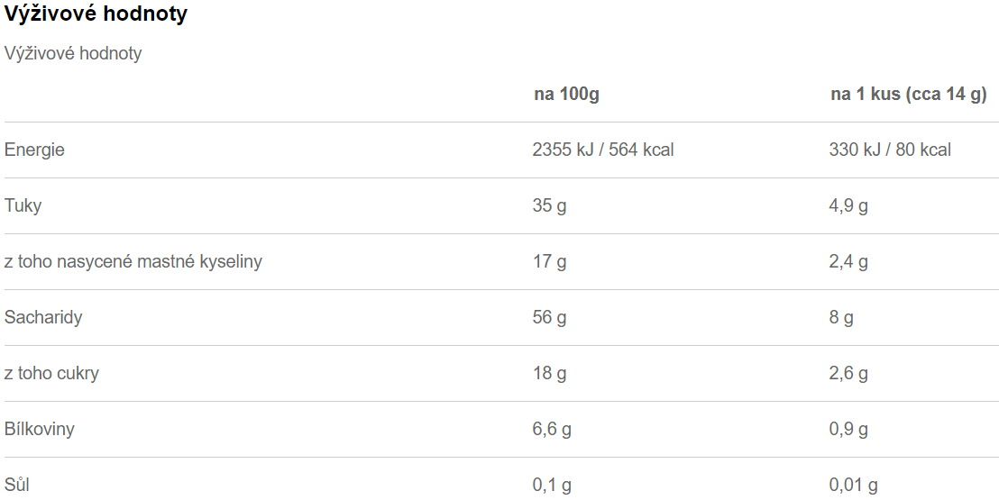 Výživové hodnoty
Výživové hodnoty
na 100g na 1 kus (cca 14 g)
Energie 2355 kJ / 564 kcal 330 kJ / 80 kcal
Tuky 35 g 4,9 g
z toho nasycené mastné kyseliny 17 g 2,4 g
Sacharidy 56 g 8 g
z toho cukry 18 g 2,6 g
Bílkoviny 6,6 g 0,9 g
Sůl 0,1 g 0,01 g